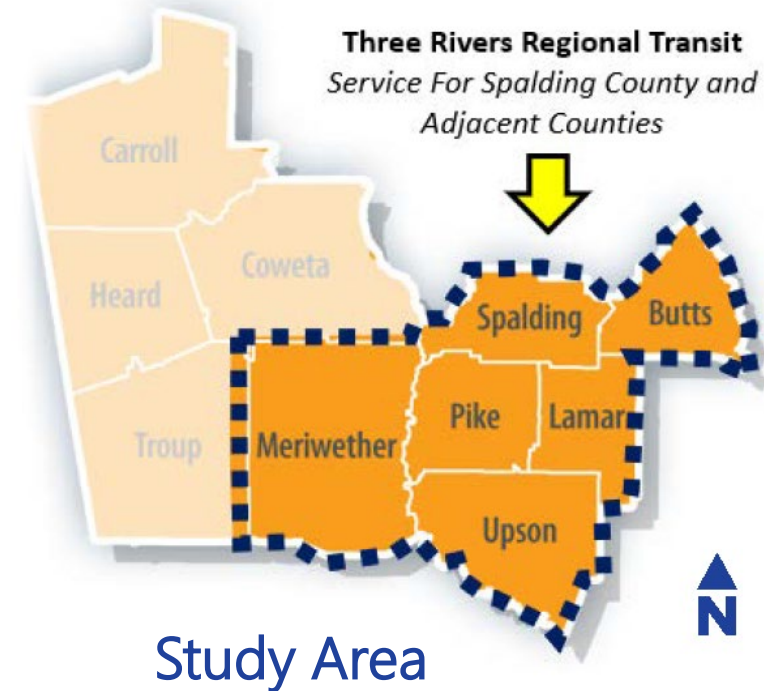 Three Rivers Regional Transit
Service For Spalding County and
Adjacent Counties
Carroll
Coweta
Heard
Spalding
Butts
Troup
Meriwether
Pike
Lamar
Upson
N
Study Area